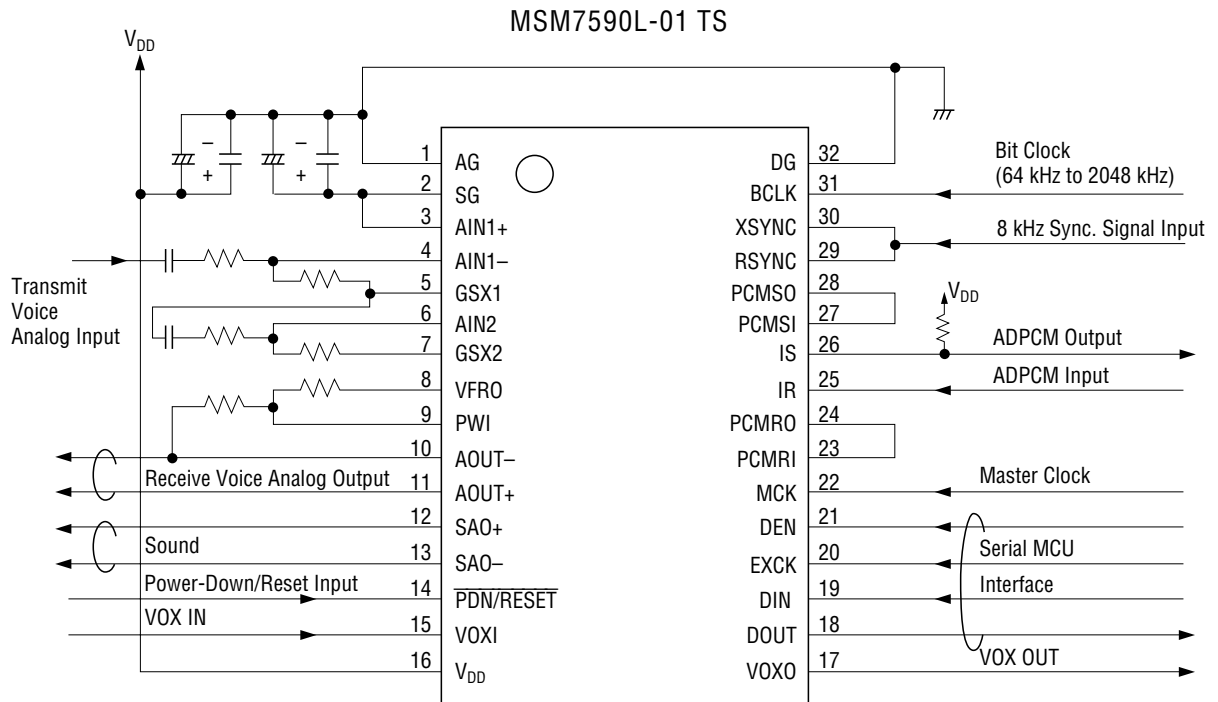 MSM7590L-01 TS
VDD
− −
+ +
1 AG
2 SG
3 AIN1+
4 AIN1−
5 GSX1
6 AIN2
7 GSX2
8 VFRO
9 PWI
10 AOUT−
11 AOUT+
12 SAO+
13 SAO−
14 PDN/RESET
15 VOXI
16 VDD
Transmit
Voice
Analog Input
Receive Voice Analog Output
Sound
Power-Down/Reset Input
VOX IN
DG 32
BCLK 31
XSYNC 30
RSYNC 29
PCMSO 28
PCMSI 27
IS 26
IR 25
PCMRO 24
PCMRI 23
MCK 22
DEN 21
EXCK 20
DIN 19
DOUT 18
VOXO 17
Bit Clock
(64 kHz to 2048 kHz)
8 kHz Sync. Signal Input
VDD
ADPCM Output
ADPCM Input
Master Clock
Serial MCU
Interface
VOX OUT